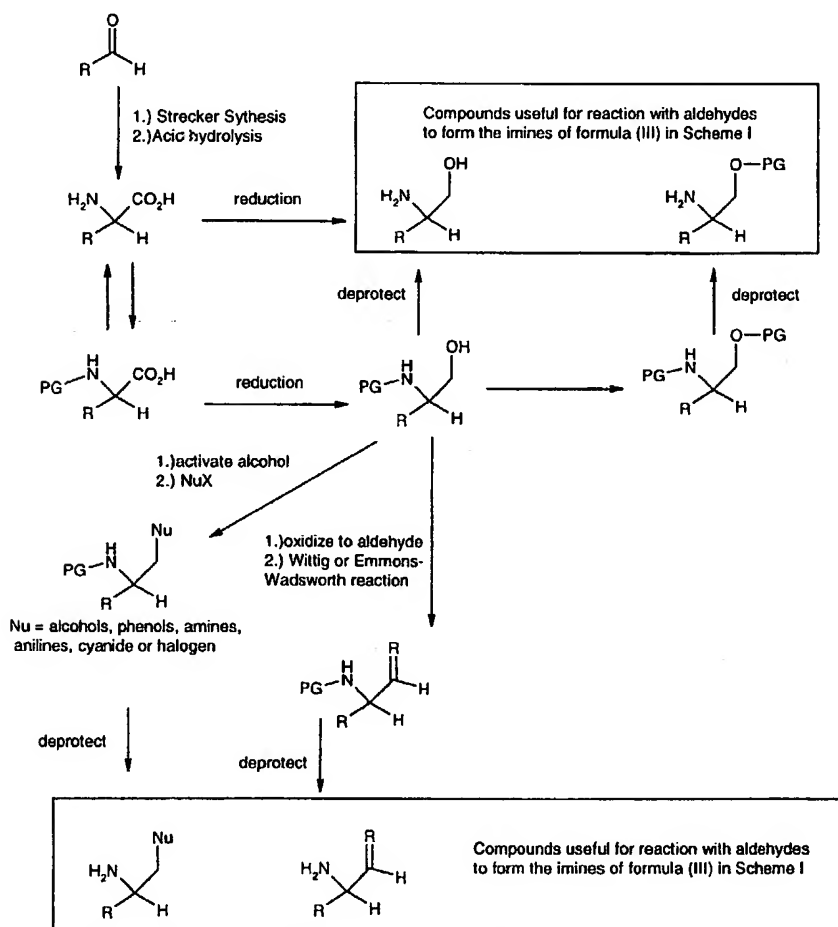 O
R H
1.) Strecker Sythesis
2.)Acid hydrolysis
Compounds useful for reaction with aldehydes
to form the imines of formula (III) in Scheme I
OH
H₂N
R H
O—PG
H₂N
R H
H₂N CO₂H
R H
reduction
deprotect
deprotect
H
PG N CO₂H
R H
reduction
OH
H
PG N
R H
O—PG
H
PG N
R H
1.)activate alcohol
2.) NuX
Nu
H
PG N
R H
Nu = alcohols, phenols, amines,
anilines, cyanide or halogen
1.)oxidize to aldehyde
2.) Wittig or Emmons-
Wadsworth reaction
R
H
PG N H
R H
deprotect
deprotect
Nu
H₂N
R H
R
H₂N H
R H
Compounds useful for reaction with aldehydes
to form the imines of formula (III) in Scheme I